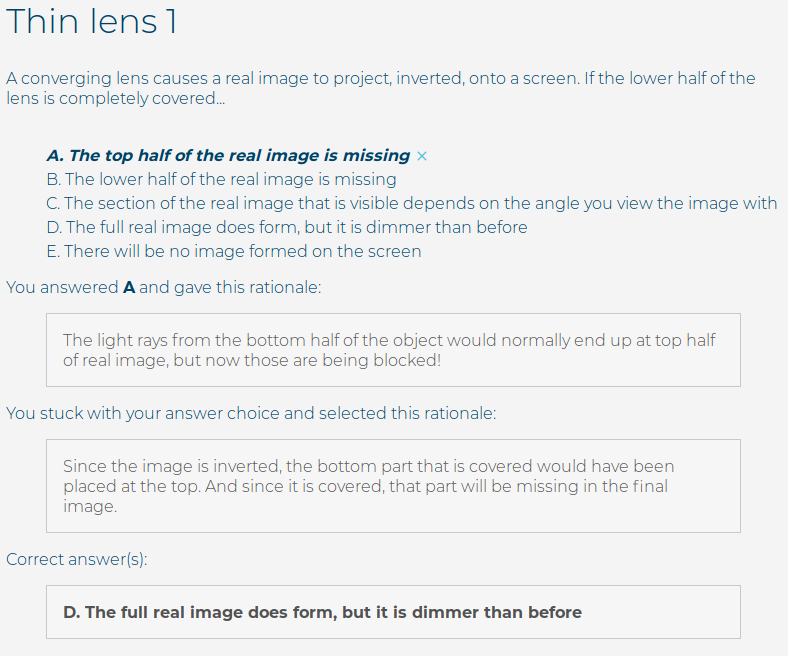 Thin lens 1
A converging lens causes a real image to project, inverted, onto a screen. If the lower half of the
lens is completely covered...
A. The top half of the real image is missing ×
B. The lower half of the real image is missing
C. The section of the real image that is visible depends on the angle you view the image with
D. The full real image does form, but it is dimmer than before
E. There will be no image formed on the screen
You answered A and gave this rationale:
The light rays from the bottom half of the object would normally end up at top half
of real image, but now those are being blocked!
You stuck with your answer choice and selected this rationale:
Since the image is inverted, the bottom part that is covered would have been
placed at the top. And since it is covered, that part will be missing in the final
image.
Correct answer(s):
D. The full real image does form, but it is dimmer than before